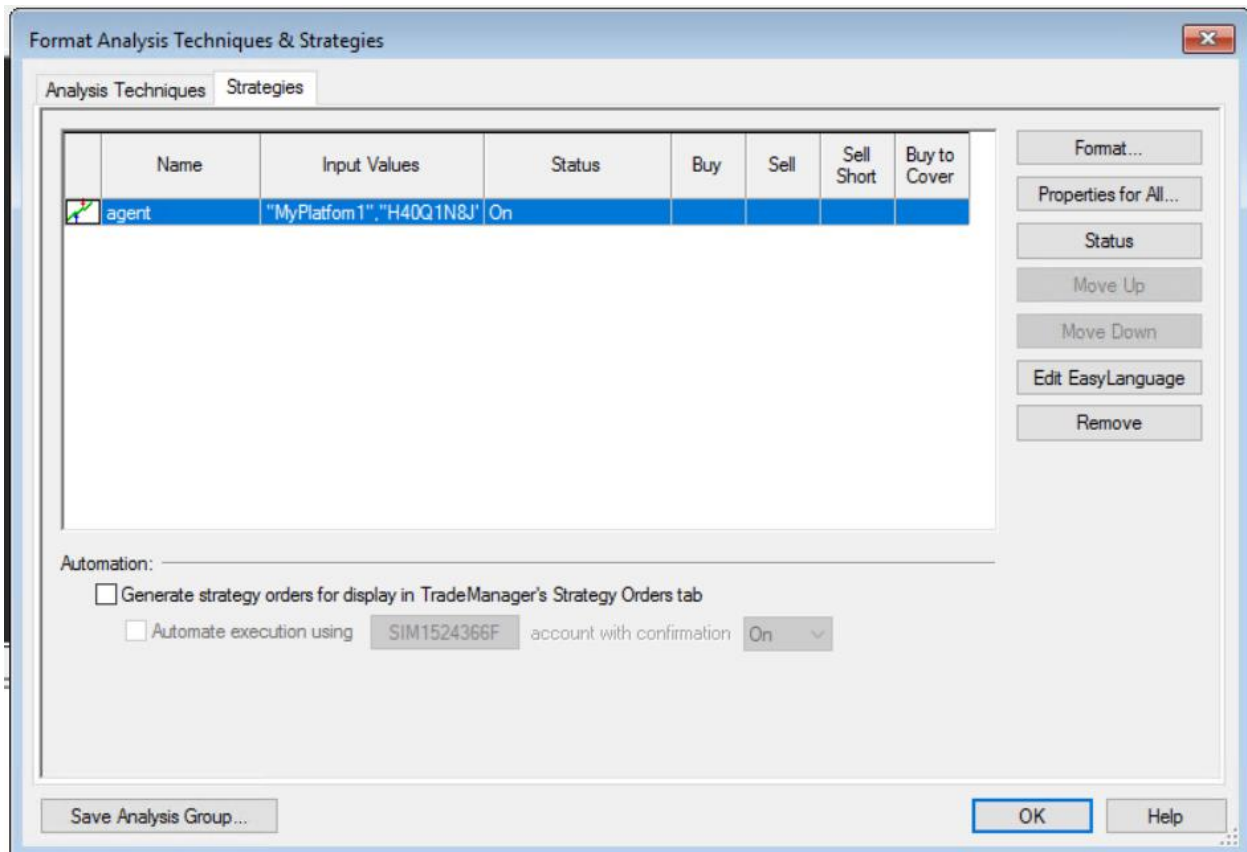 Format Analysis Techniques & Strategies
Analysis Techniques Strategies
Name Input Values Status Buy Sell Sell Short Buy to Cover
agent "MyPlatfom1","H40Q1N8J' On
Format...
Properties for All...
Status
Move Up
Move Down
Edit EasyLanguage
Remove
Automation:
Generate strategy orders for display in TradeManager's Strategy Orders tab
Automate execution using SIM1524366F account with confirmation On
Save Analysis Group... OK Help